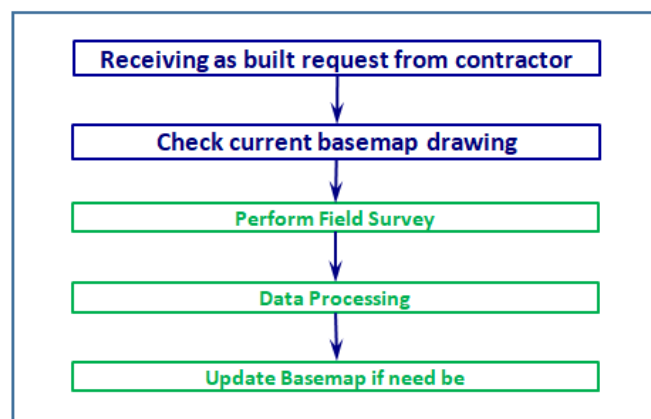 Receiving as built request from contractor
Check current basemap drawing
Perform Field Survey
Data Processing
Update Basemap if need be